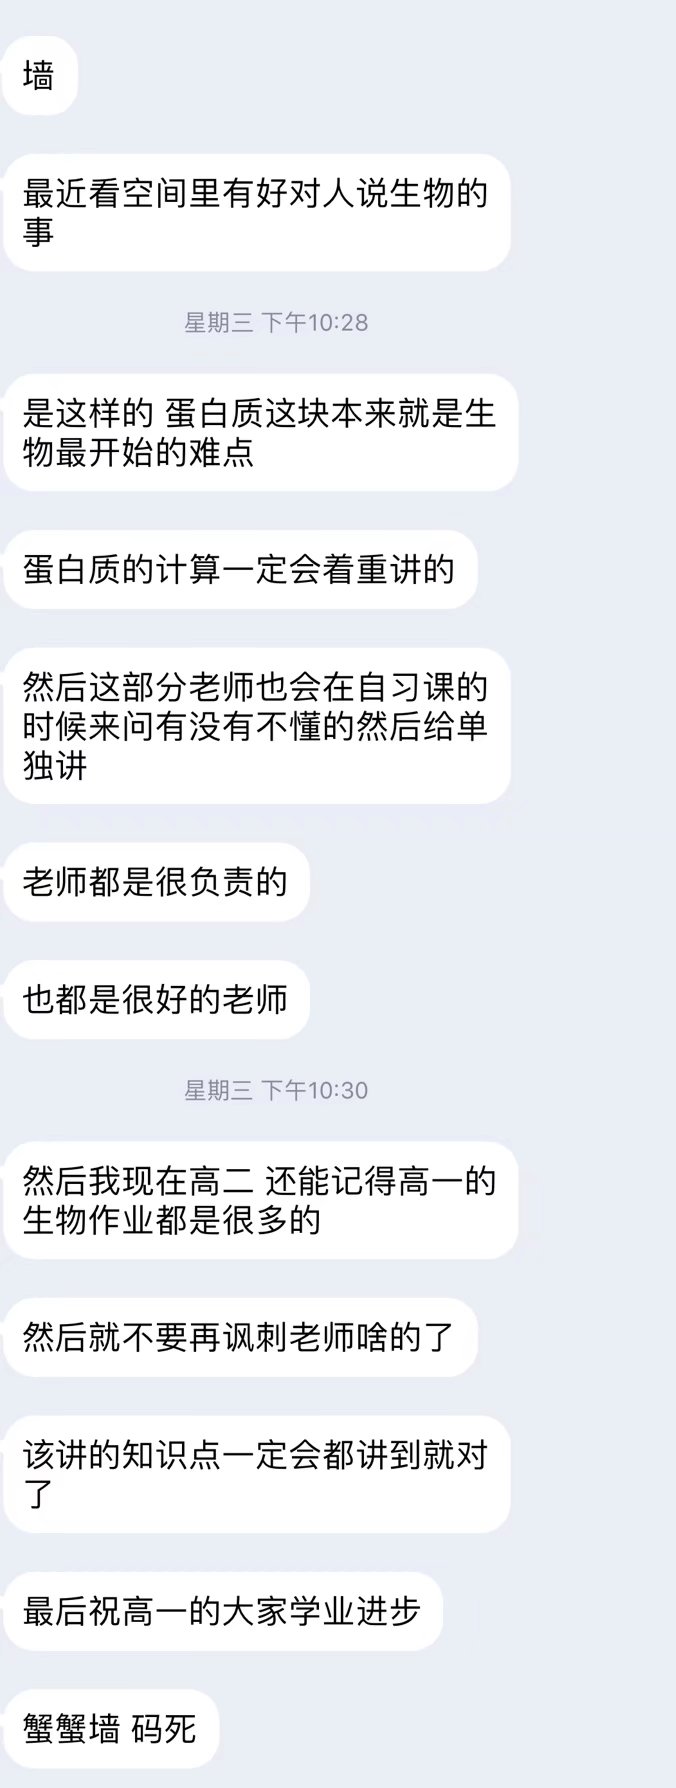 墙
最近看空间里有好对人说生物的
事
星期三 下午10:28
是这样的 蛋白质这块本来就是生
物最开始的难点
蛋白质的计算一定会着重讲的
然后这部分老师也会在自习课的
时候来问有没有不懂的然后给单
独讲
老师都是很负责的
也都是很好的老师
星期三 下午10:30
然后我现在高二 还能记得高一的
生物作业都是很多的
然后就不要再讽刺老师啥的了
该讲的知识点一定会都讲到就对
了
最后祝高一的大家学业进步
蟹蟹墙 码死